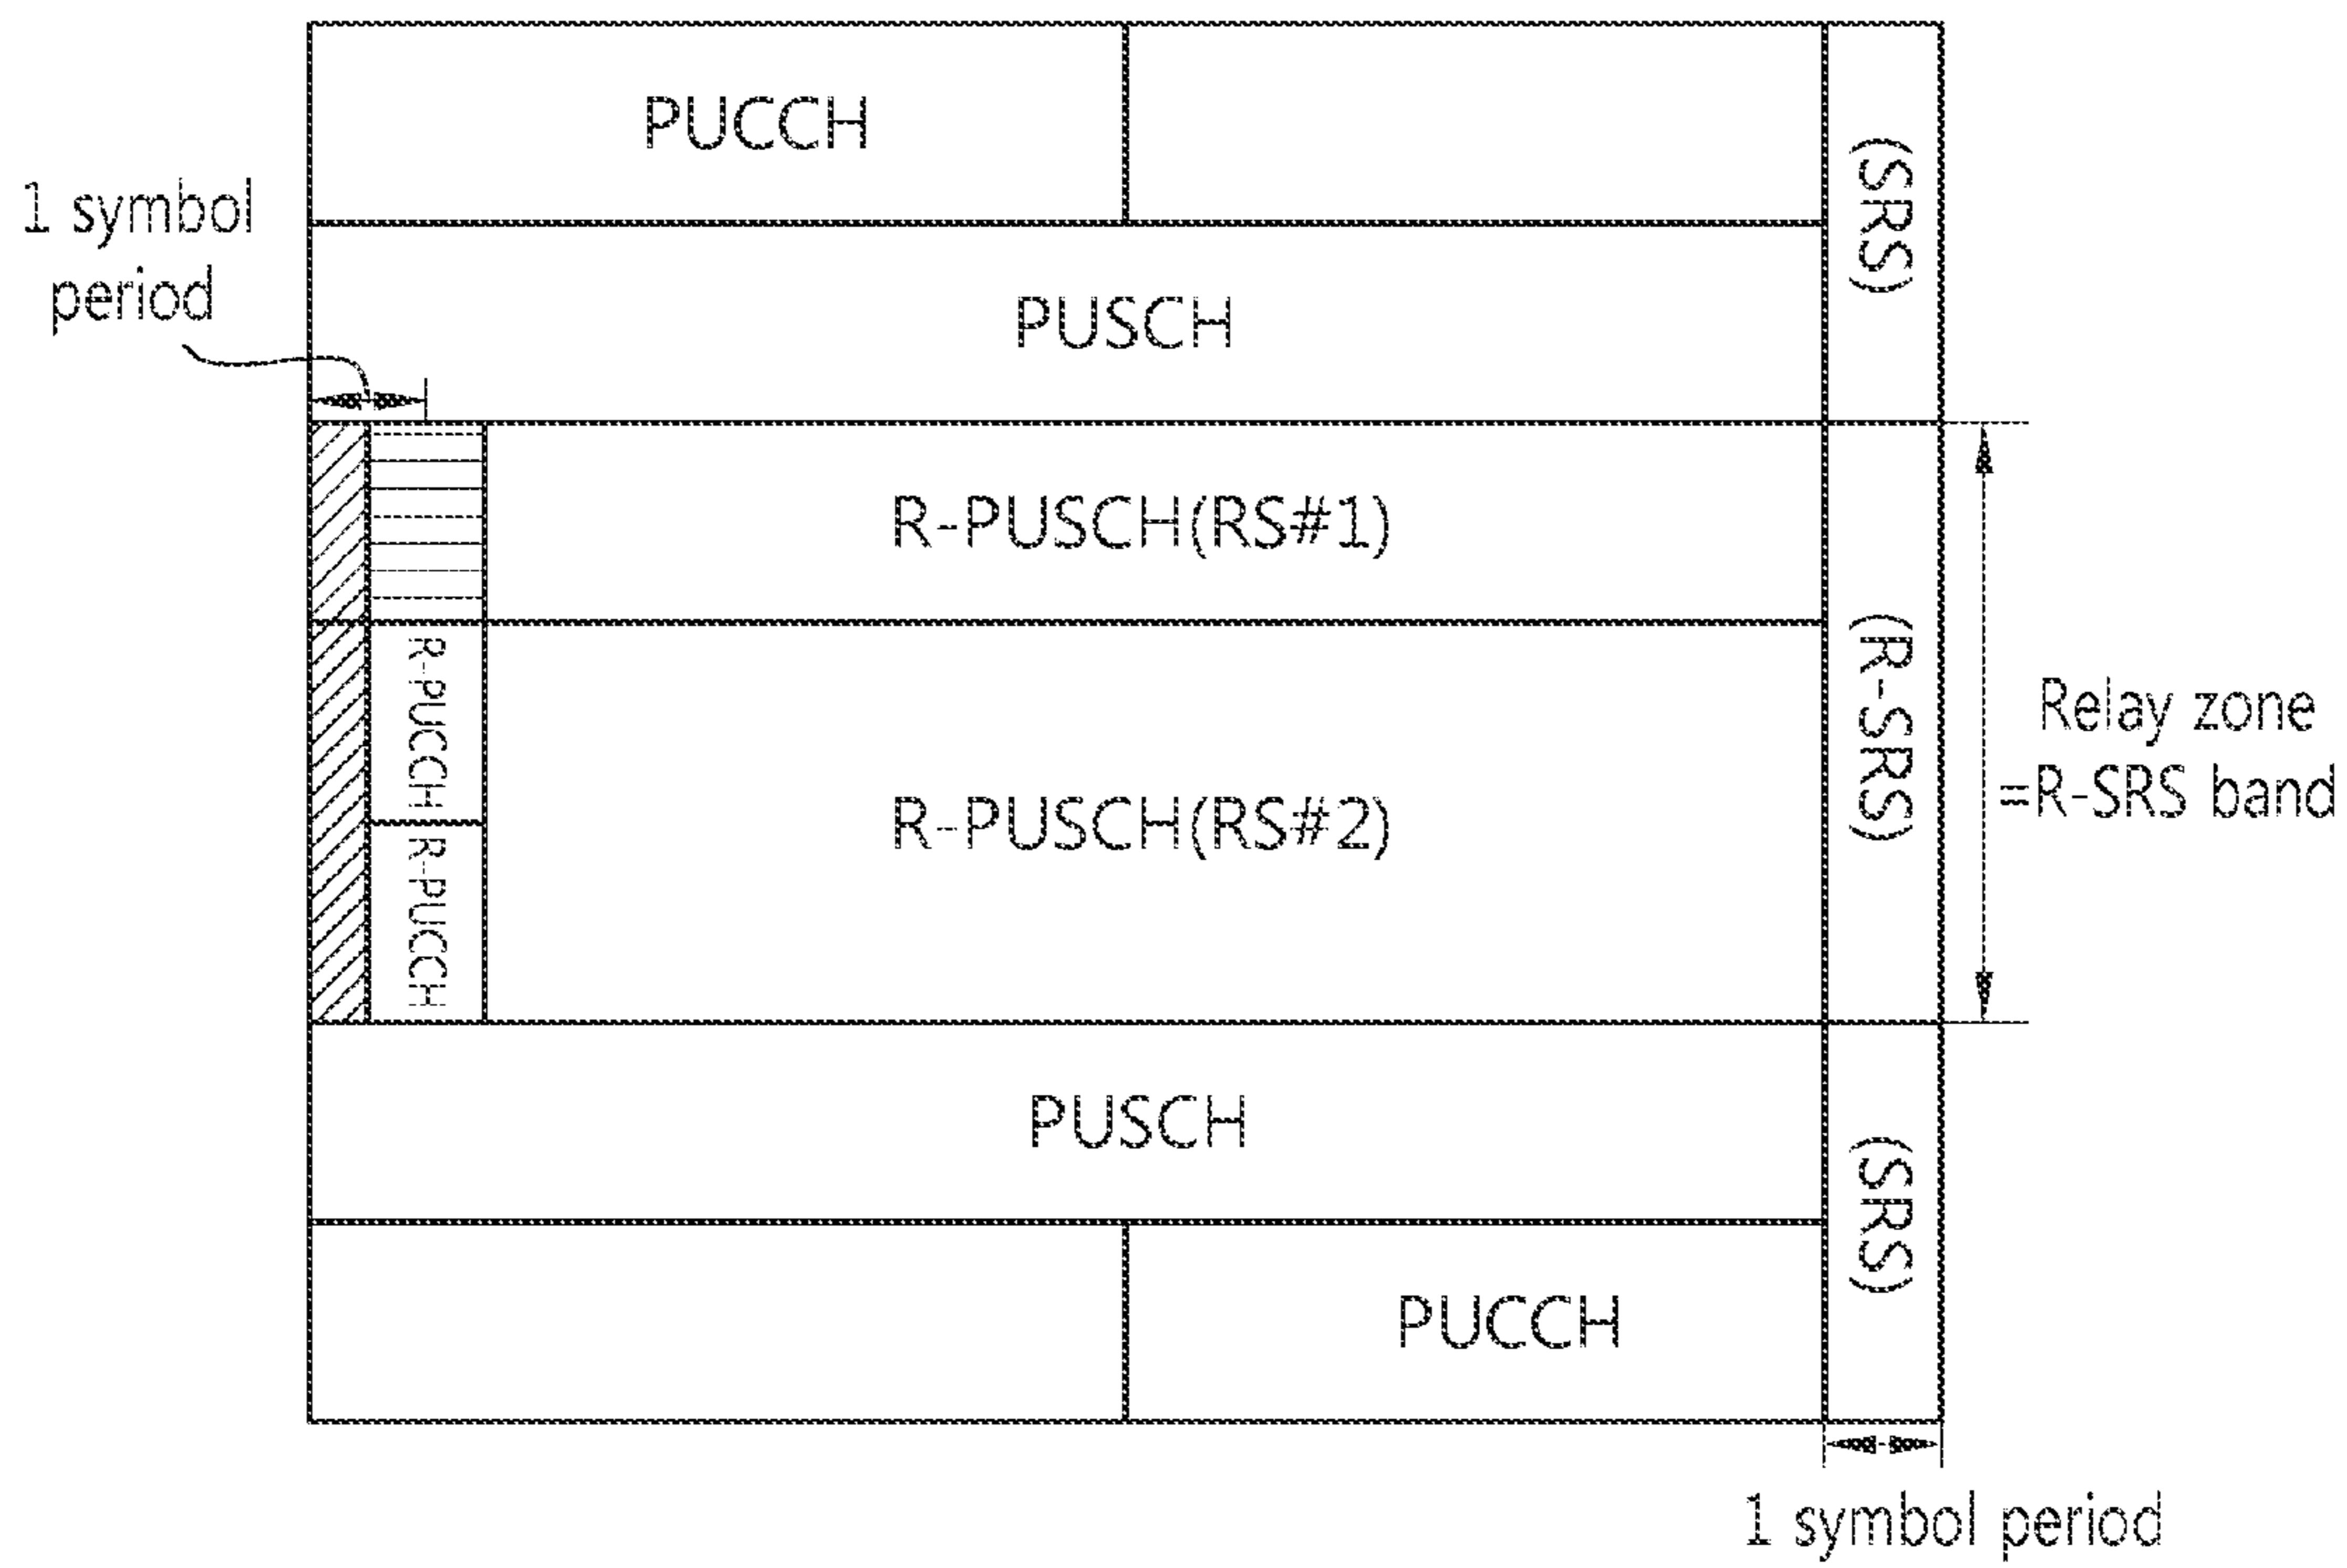 PUCCH
(SRS)
1 symbol
period
PUSCH
R-PUSCH(RS#1)
R-PUCCH
R-PUCCH
R-PUSCH(RS#2)
(R-SRS)
Relay zone
=R-SRS band
PUSCH
(SRS)
PUCCH
1 symbol period